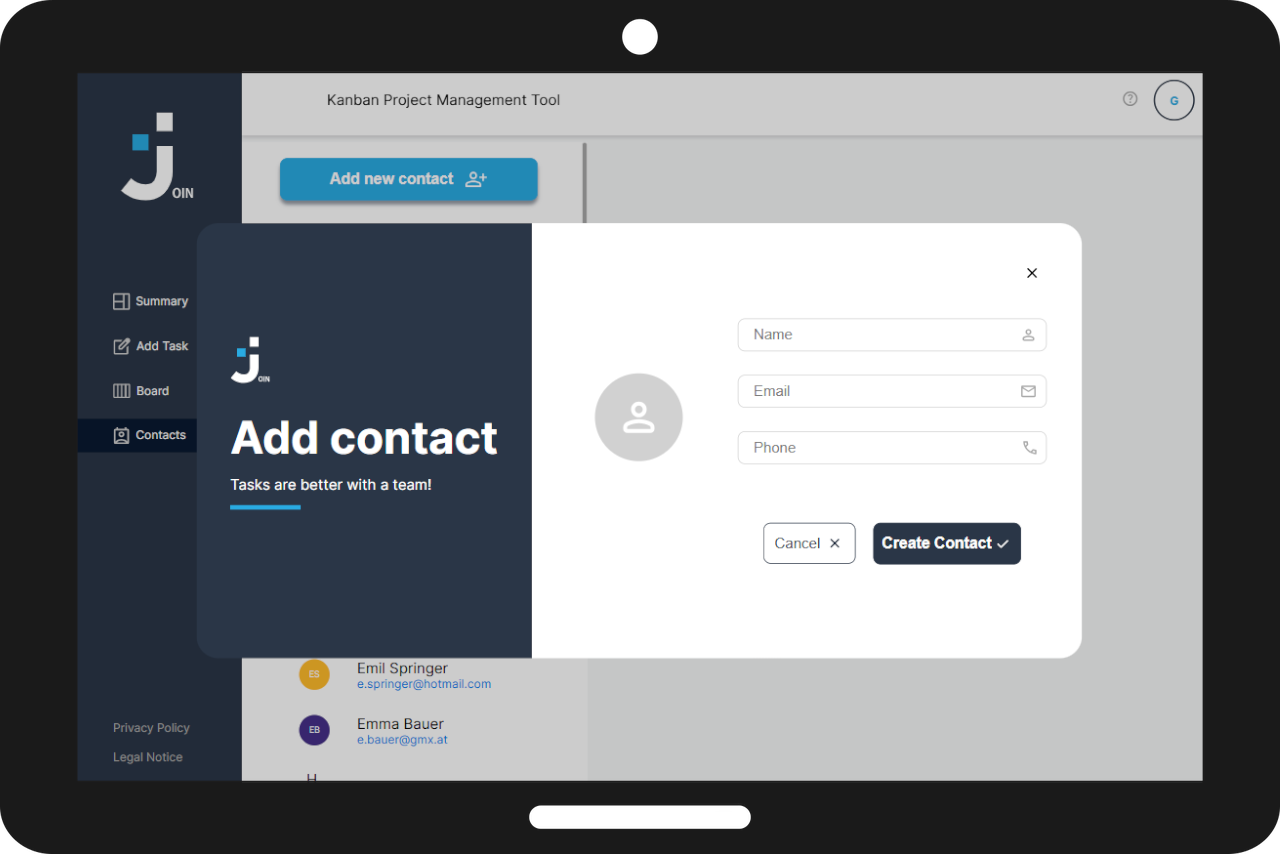 Kanban Project Management Tool
G
OIN
Add new contact
Summary
Add Task
Board
Contacts
Privacy Policy
Legal Notice
OIN
Add contact
Tasks are better with a team!
Name
Email
Phone
Cancel
Create Contact
ES
Emil Springer
e.springer@hotmail.com
EB
Emma Bauer
e.bauer@gmx.at
H